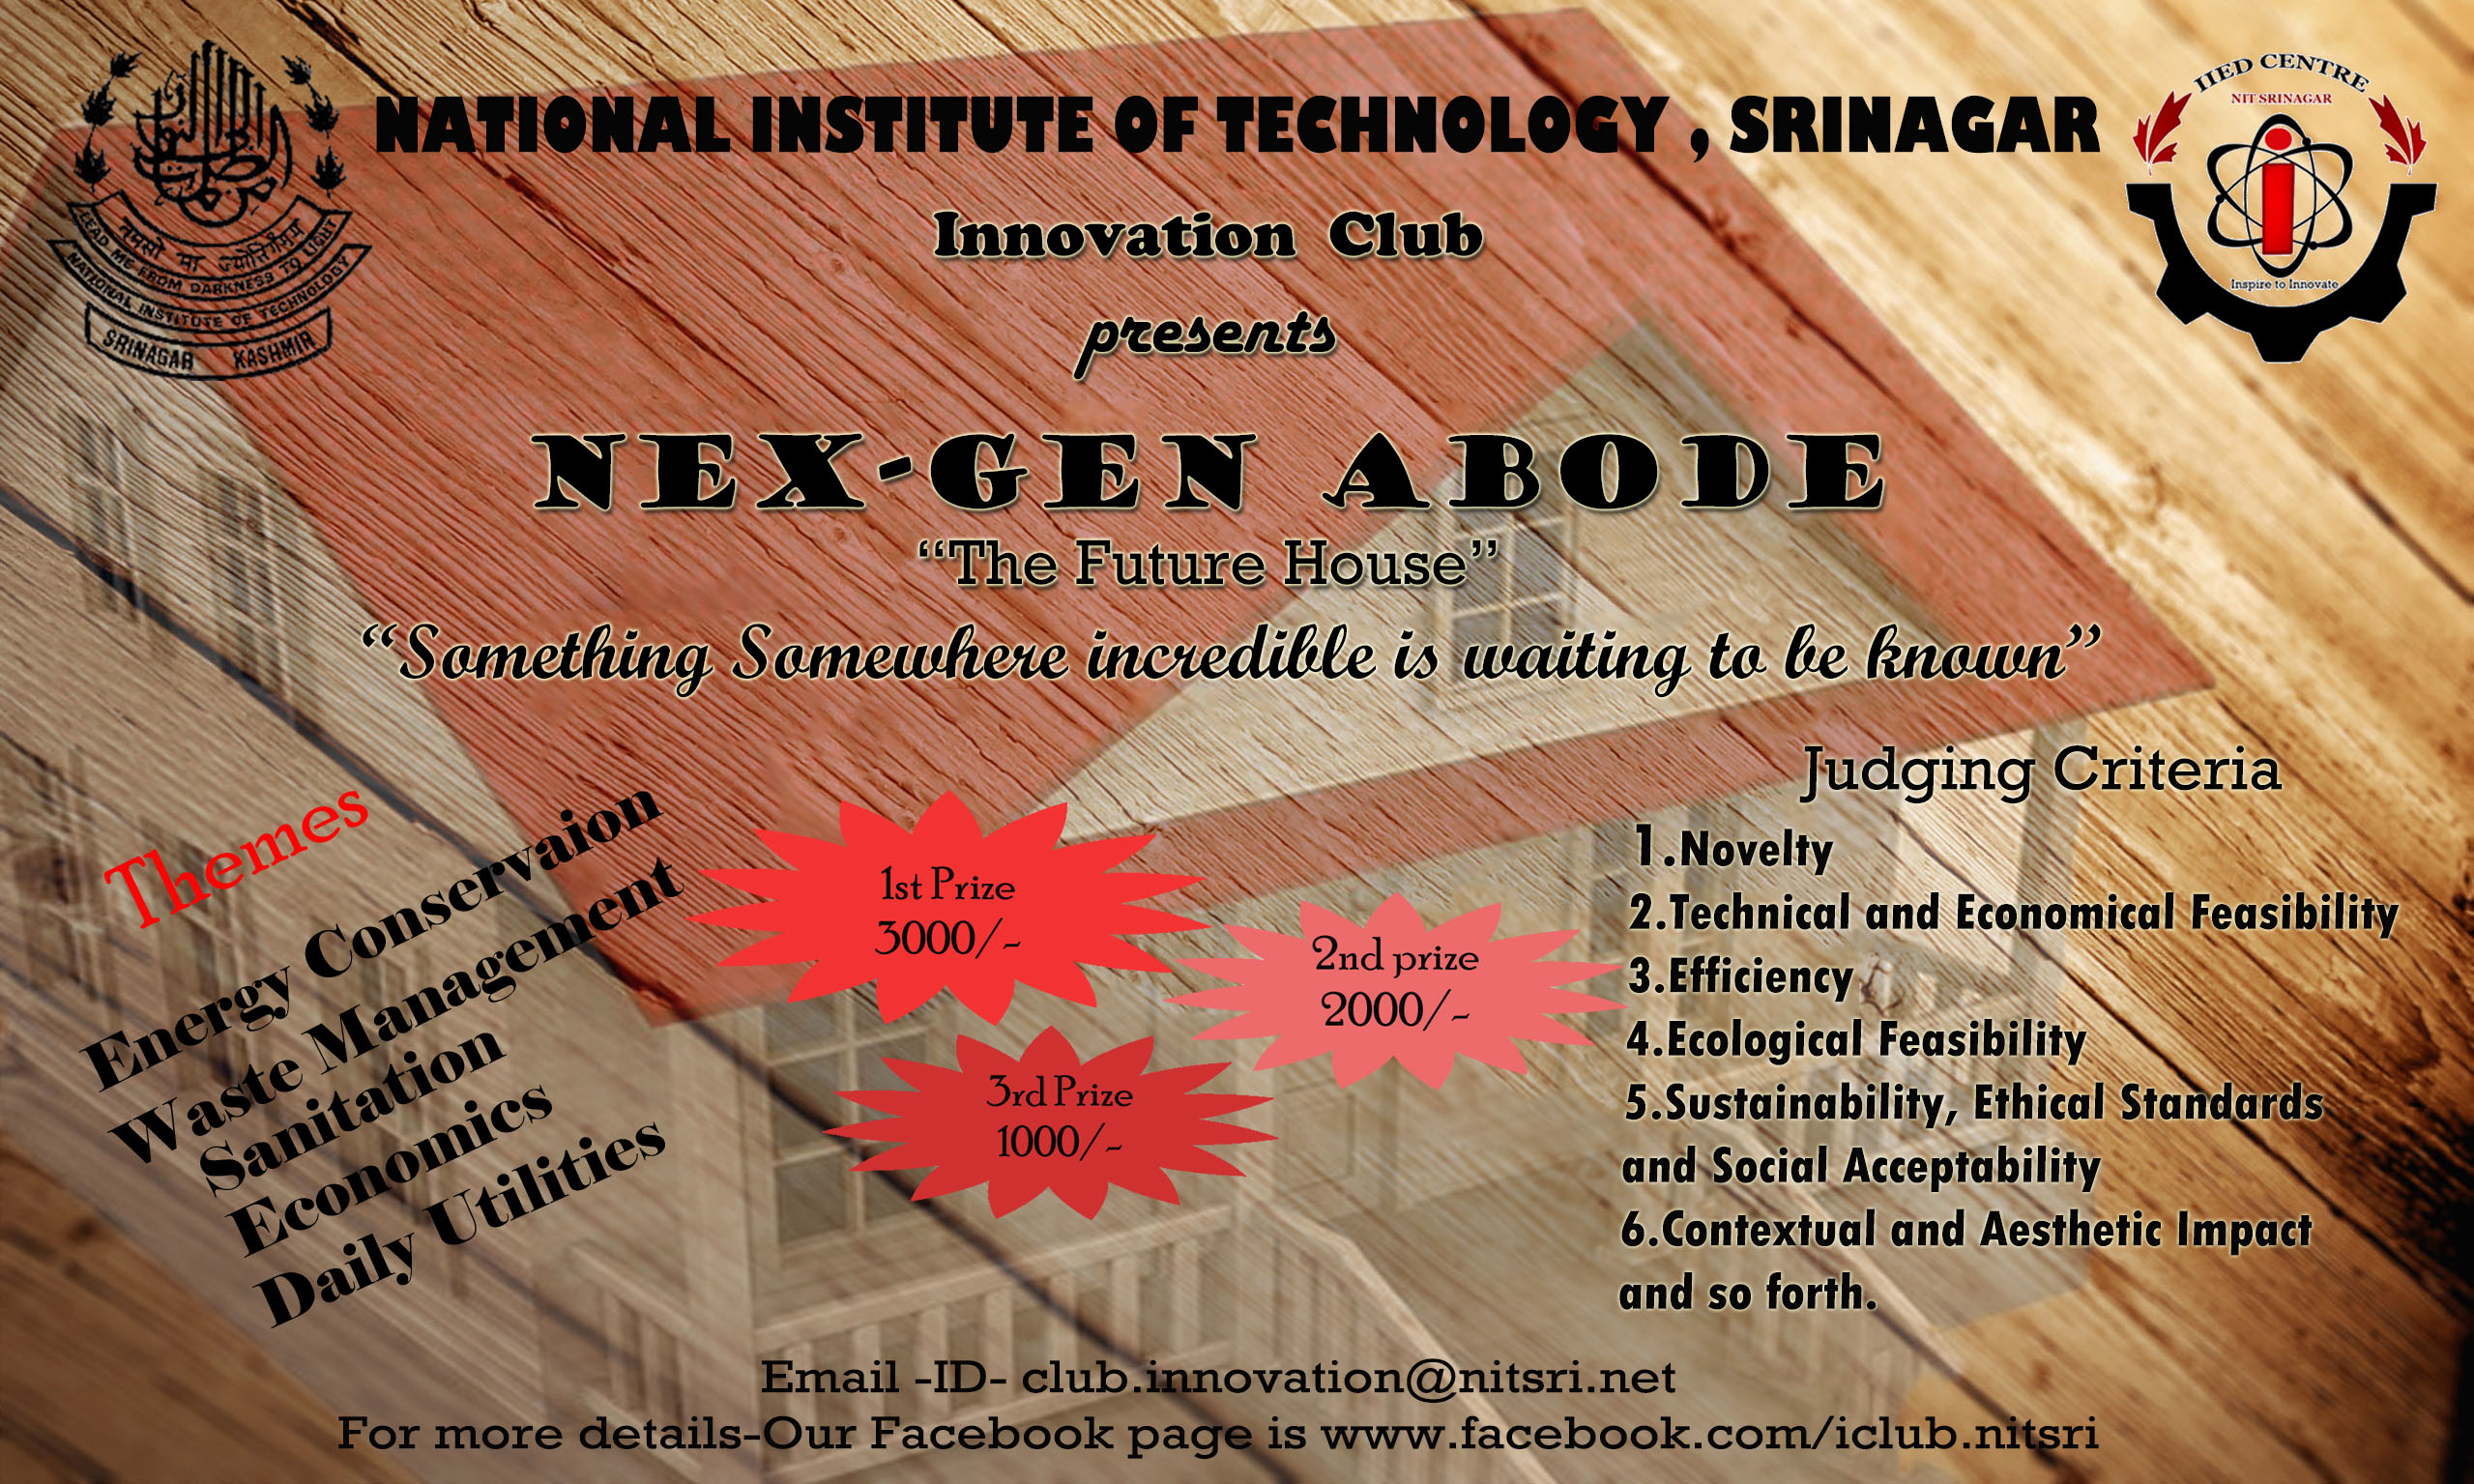 NATIONAL INSTITUTE OF TECHNOLOGY , SRINAGAR
तमसो मा ज्योतिर्गमय
LEAD ME FROM DARKNESS TO LIGHT
NATIONAL INSTITUTE OF TECHNOLOGY
SRINAGAR KASHMIR
IIED CENTRE
NIT SRINAGAR
i
Inspire to Innovate
Innovation Club
presents
NEX-GEN ABODE
“The Future House”
“Something Somewhere incredible is waiting to be known”
Themes
Energy Conservaion
Waste Management
Sanitation
Economics
Daily Utilities
1st Prize
3000/-
2nd prize
2000/-
3rd Prize
1000/-
Judging Criteria
1.Novelty
2.Technical and Economical Feasibility
3.Efficiency
4.Ecological Feasibility
5.Sustainability, Ethical Standards
and Social Acceptability
6.Contextual and Aesthetic Impact
and so forth.
Email -ID- club.innovation@nitsri.net
For more details-Our Facebook page is www.facebook.com/iclub.nitsri